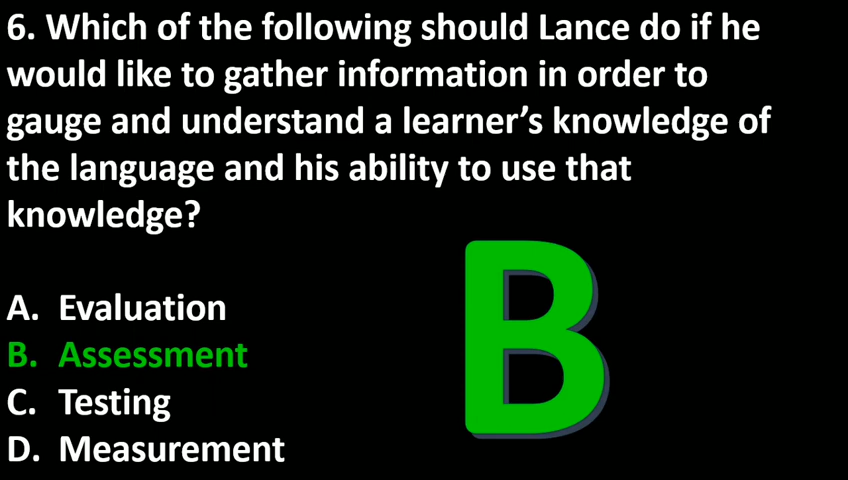 6. Which of the following should Lance do if he
would like to gather information in order to
gauge and understand a learner’s knowledge of
the language and his ability to use that
knowledge?
A. Evaluation
B. Assessment
C. Testing
D. Measurement
B